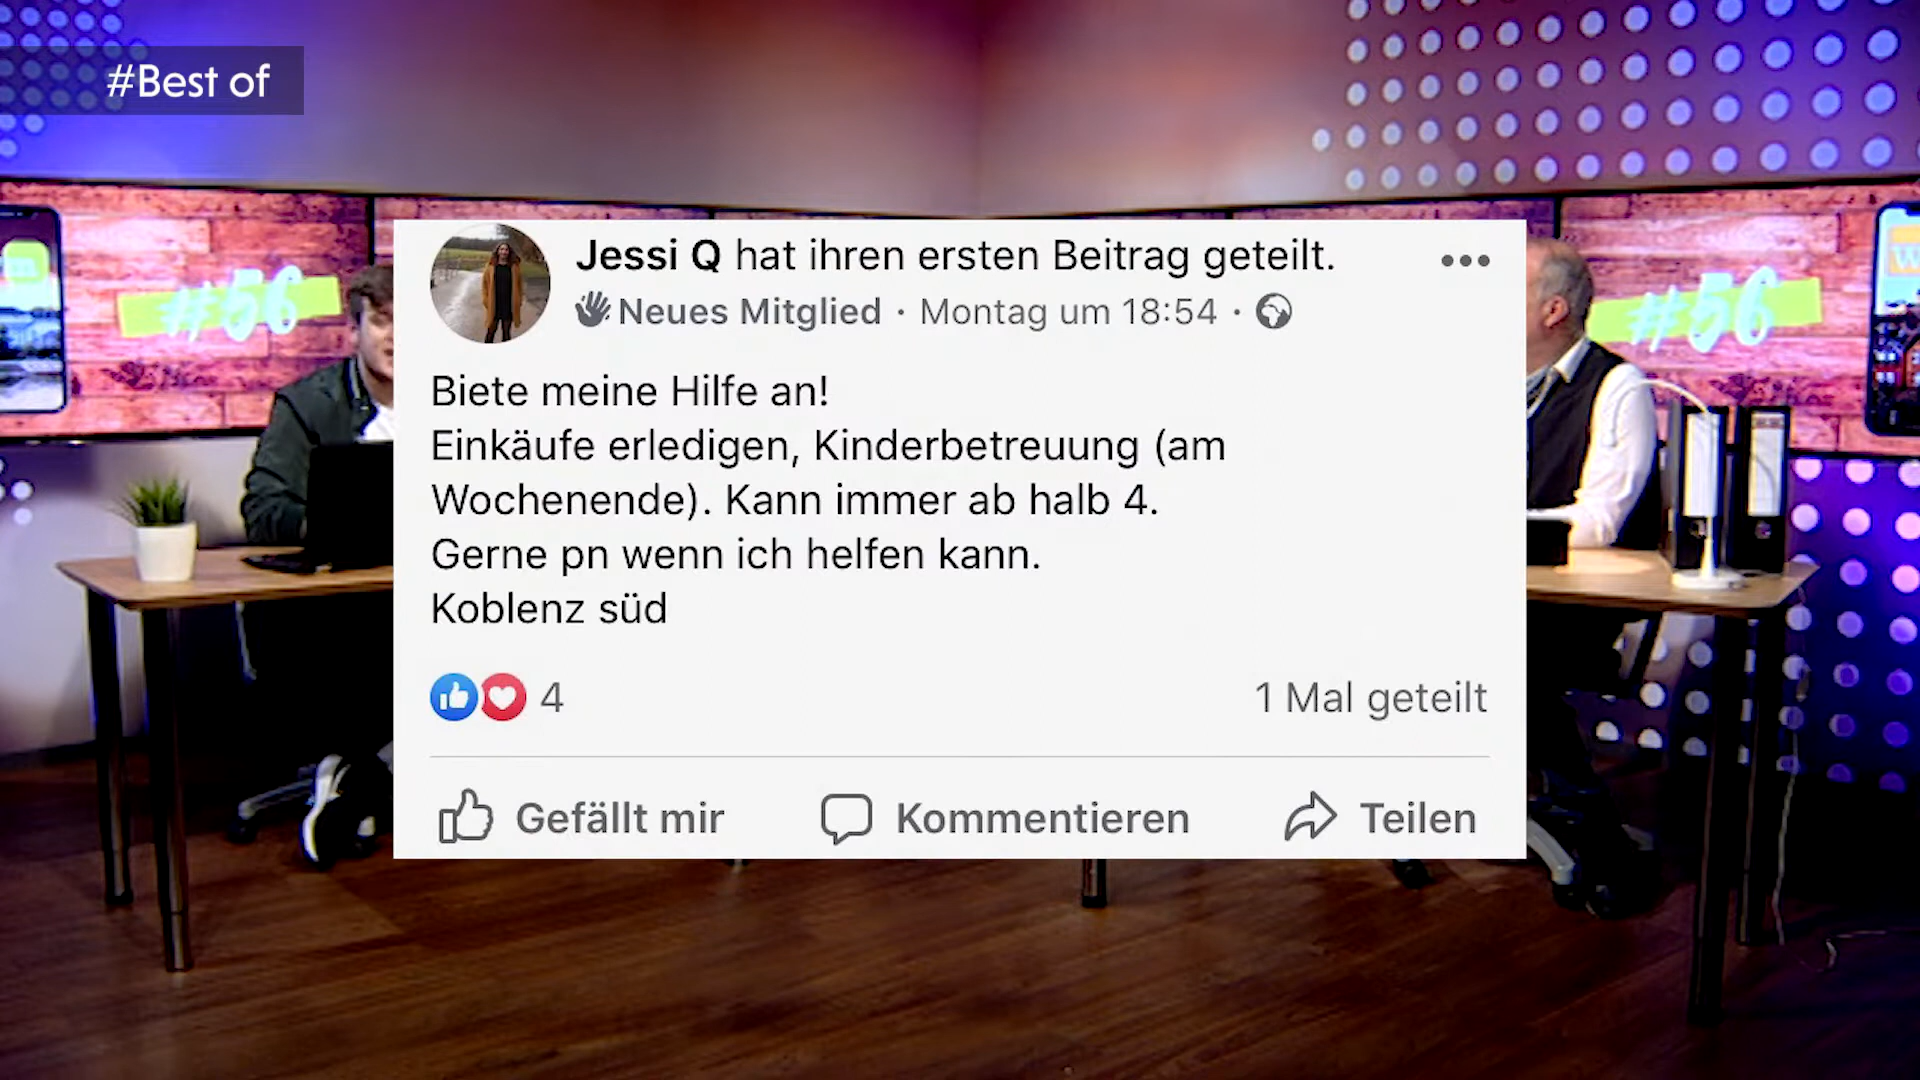 #Best of
#56
#56
W
Jessi Q hat ihren ersten Beitrag geteilt.
Neues Mitglied · Montag um 18:54 ·
Biete meine Hilfe an!
Einkäufe erledigen, Kinderbetreuung (am
Wochenende). Kann immer ab halb 4.
Gerne pn wenn ich helfen kann.
Koblenz süd
4
1 Mal geteilt
Gefällt mir
Kommentieren
Teilen